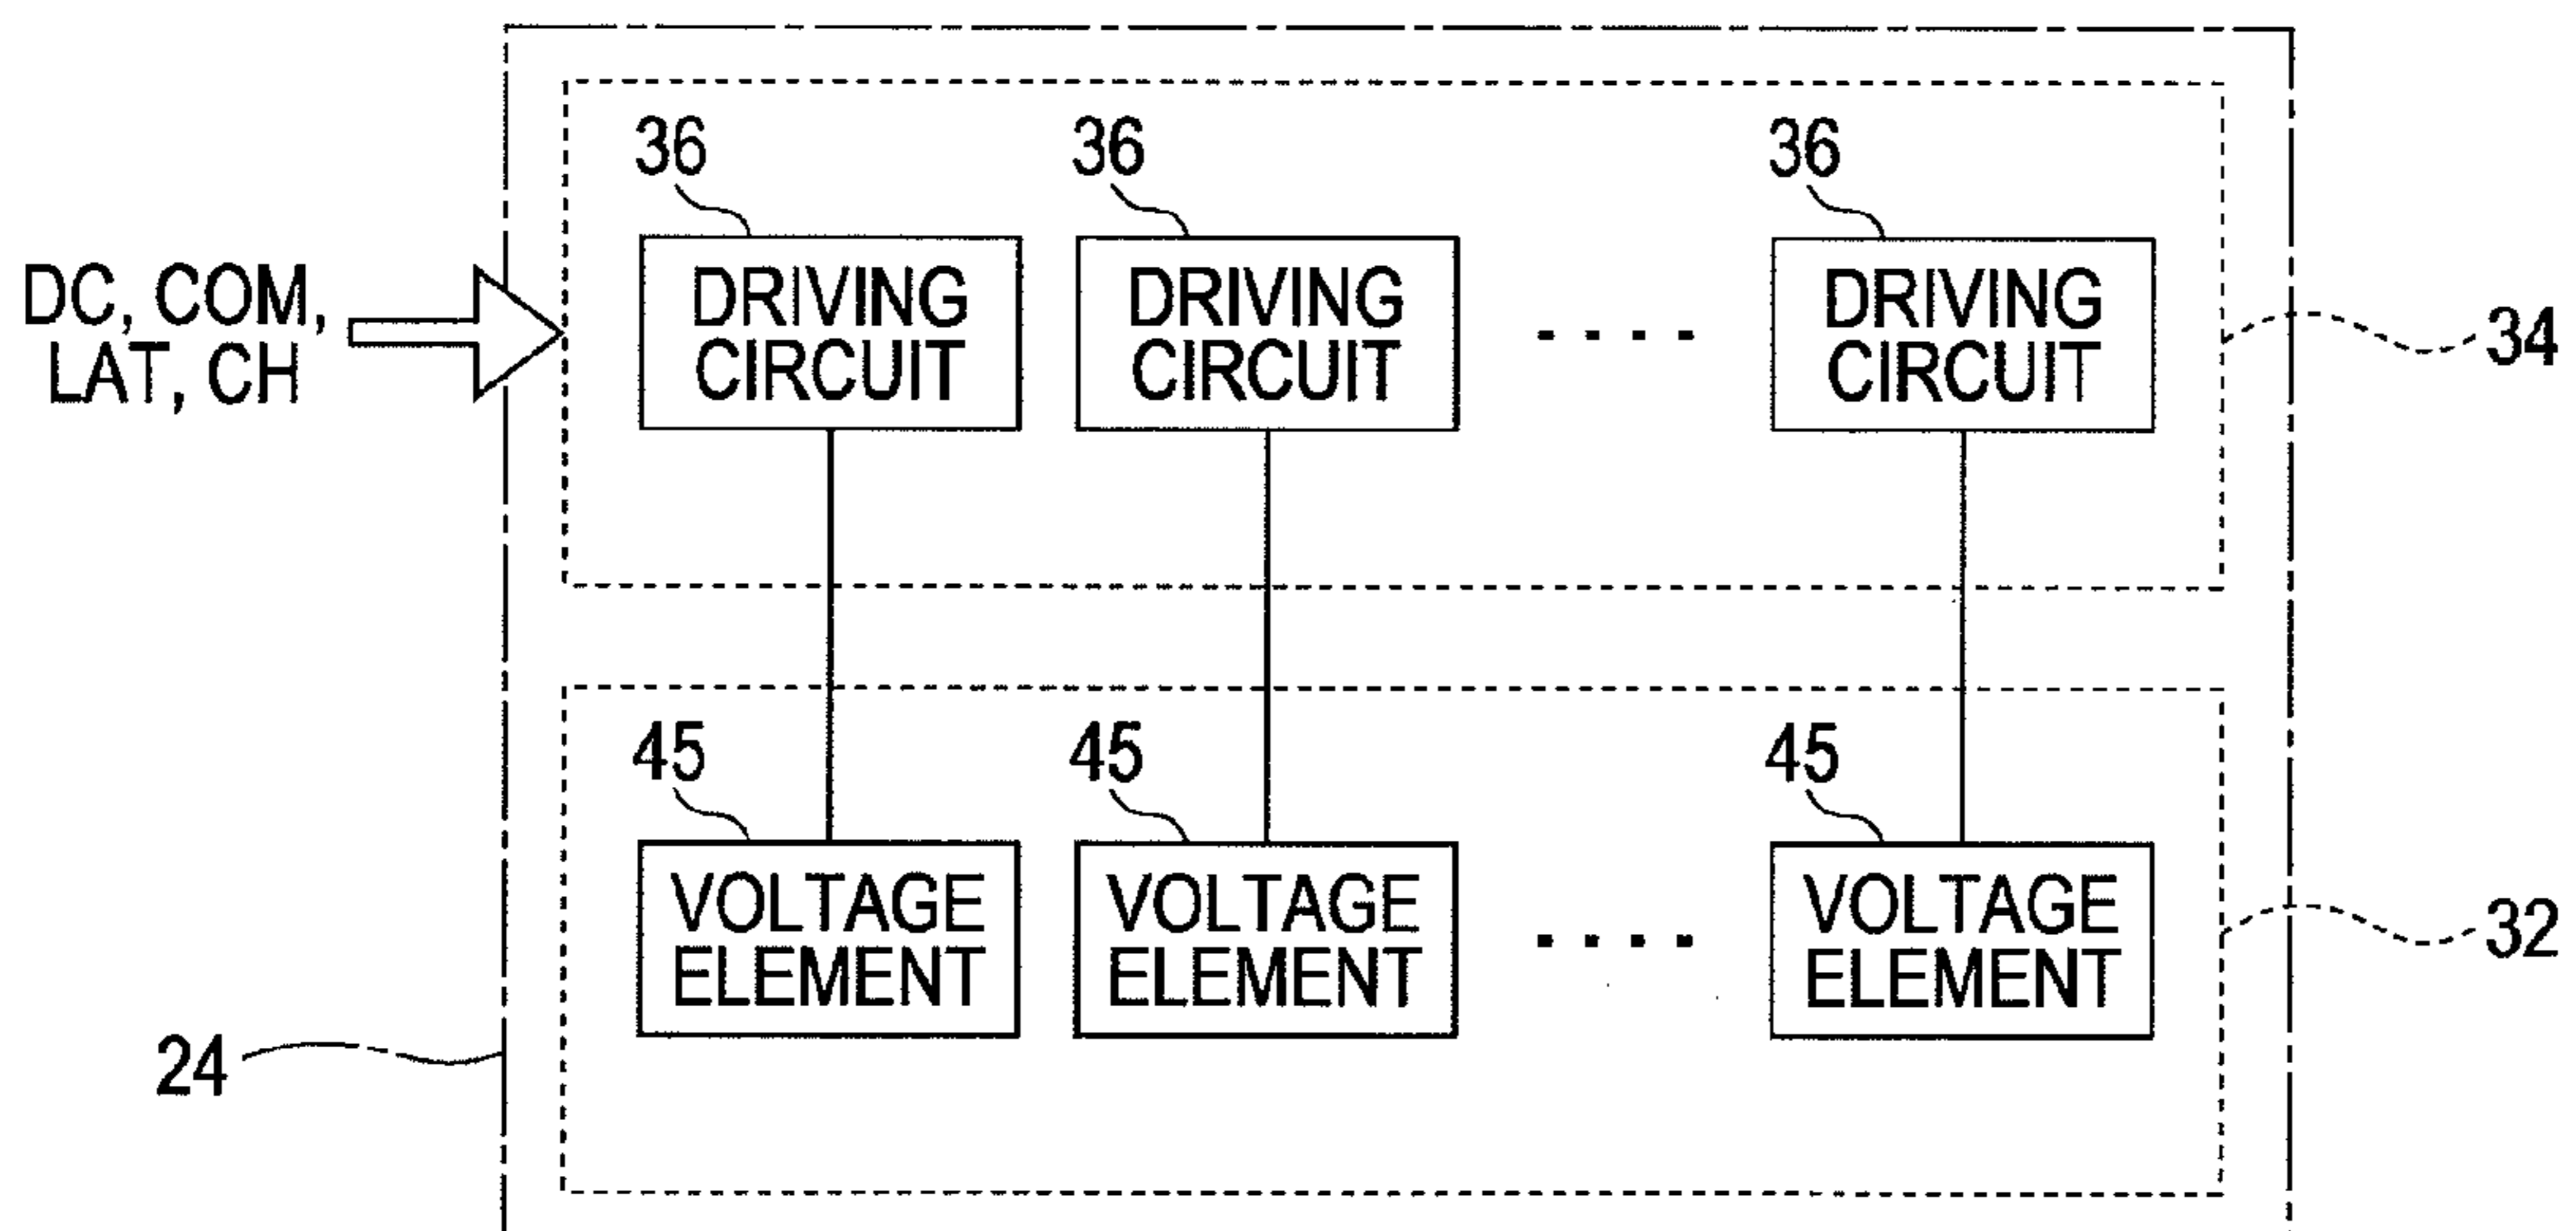 36 36 36
DC, COM,
LAT, CH
DRIVING
CIRCUIT
DRIVING
CIRCUIT
....
DRIVING
CIRCUIT
34
45 45 45
VOLTAGE
ELEMENT
VOLTAGE
ELEMENT
....
VOLTAGE
ELEMENT
32
24